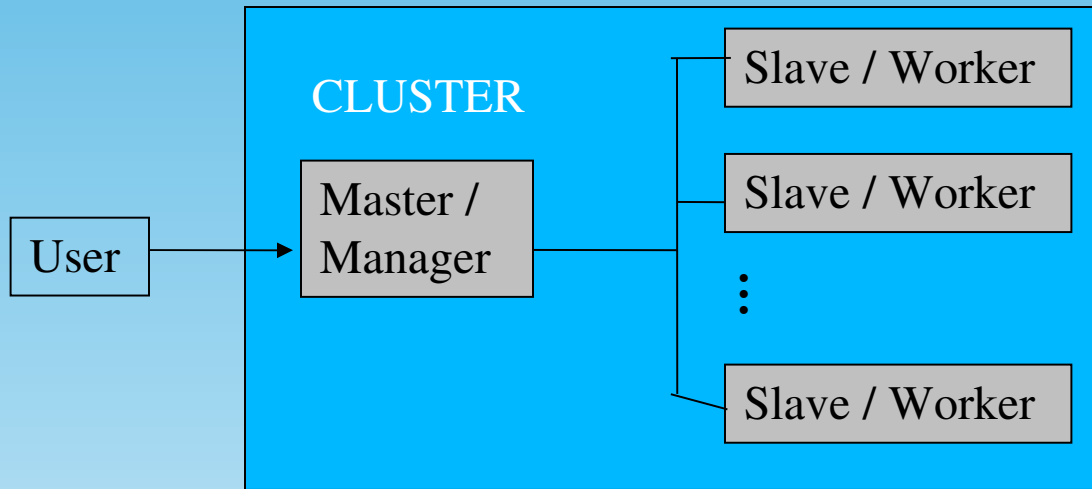 CLUSTER
User
Master /
Manager
Slave / Worker
Slave / Worker
Slave / Worker